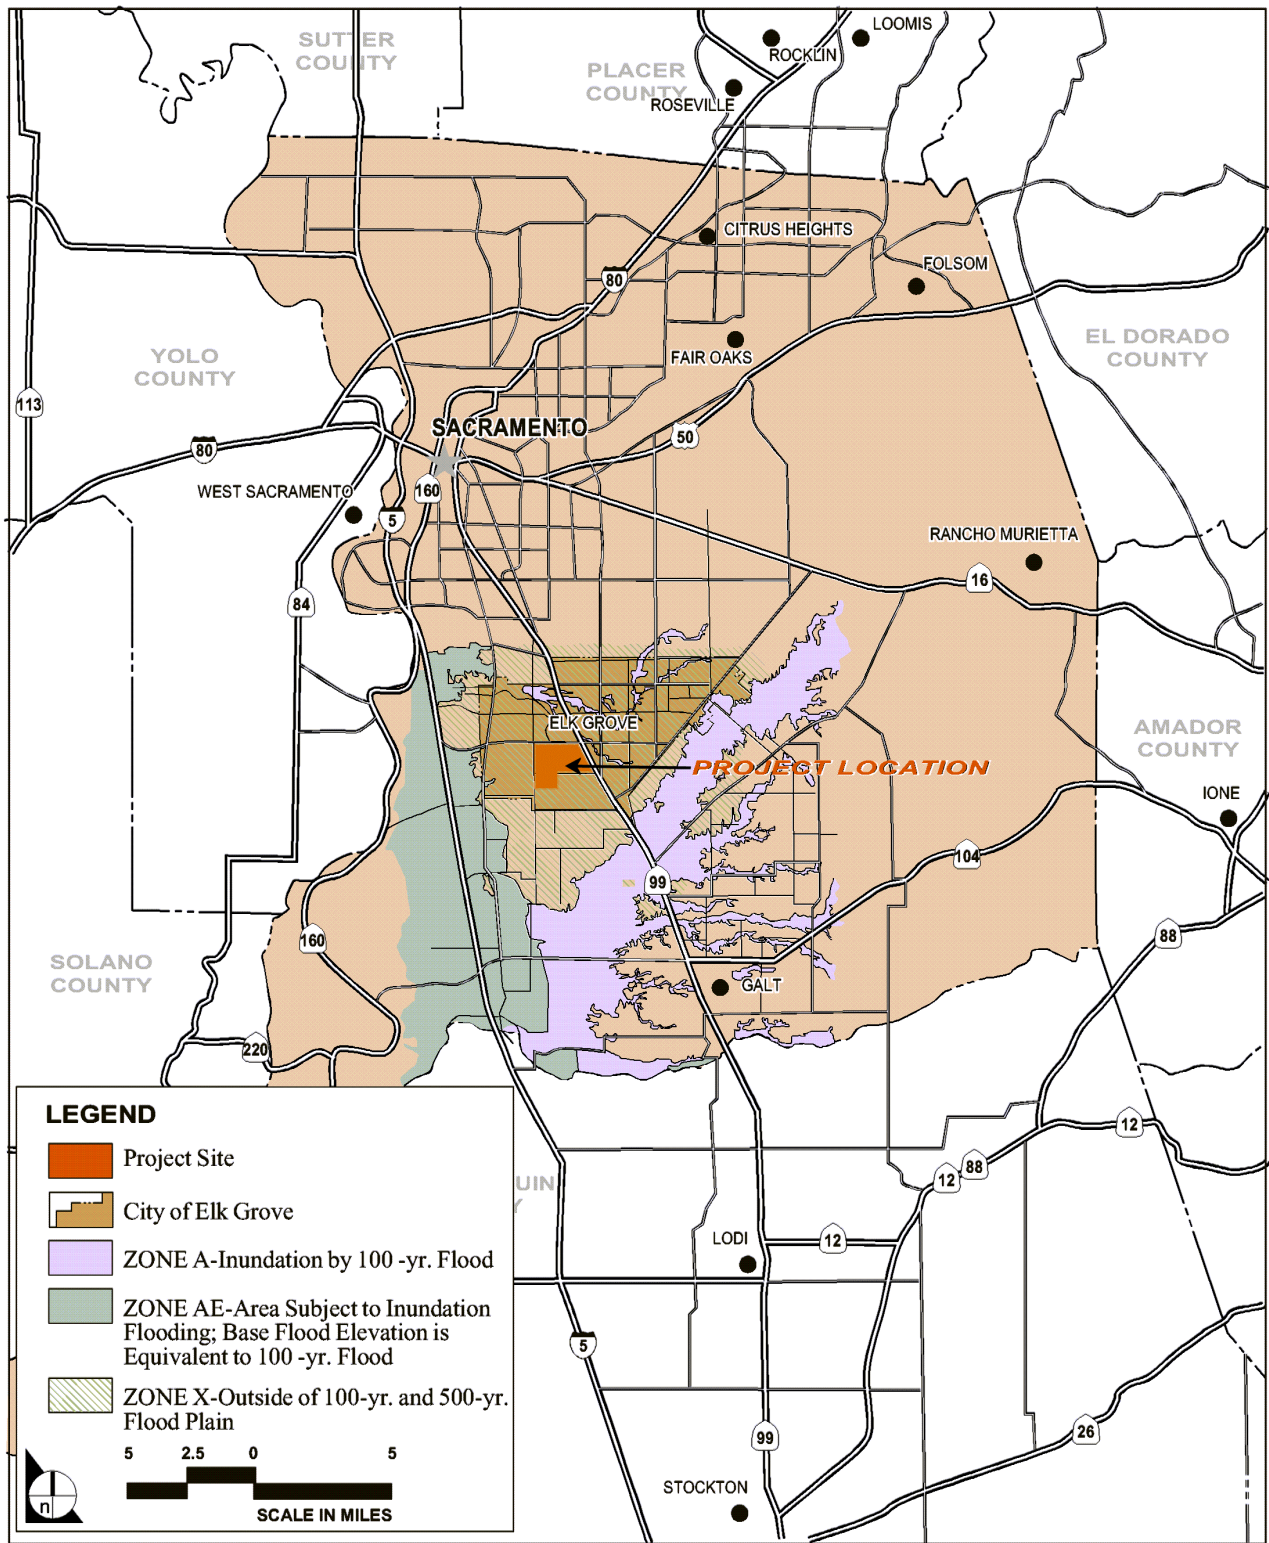 SUTTER
COUNTY
PLACER
COUNTY
LOOMIS
ROCKLIN
ROSEVILLE
CITRUS HEIGHTS
FOLSOM
80
FAIR OAKS
EL DORADO
COUNTY
YOLO
COUNTY
113
SACRAMENTO
50
80
160
WEST SACRAMENTO
5
RANCHO MURIETTA
16
84
ELK GROVE
AMADOR
COUNTY
PROJECT LOCATION
IONE
104
99
88
160
SOLANO
COUNTY
GALT
220
LEGEND
Project Site
City of Elk Grove
ZONE A-Inundation by 100 -yr. Flood
ZONE AE-Area Subject to Inundation
Flooding; Base Flood Elevation is
Equivalent to 100 -yr. Flood
ZONE X-Outside of 100-yr. and 500-yr.
Flood Plain
5 2.5 0 5
SCALE IN MILES
n
UIN
Y
12
88
12
LODI
12
5
26
99
STOCKTON